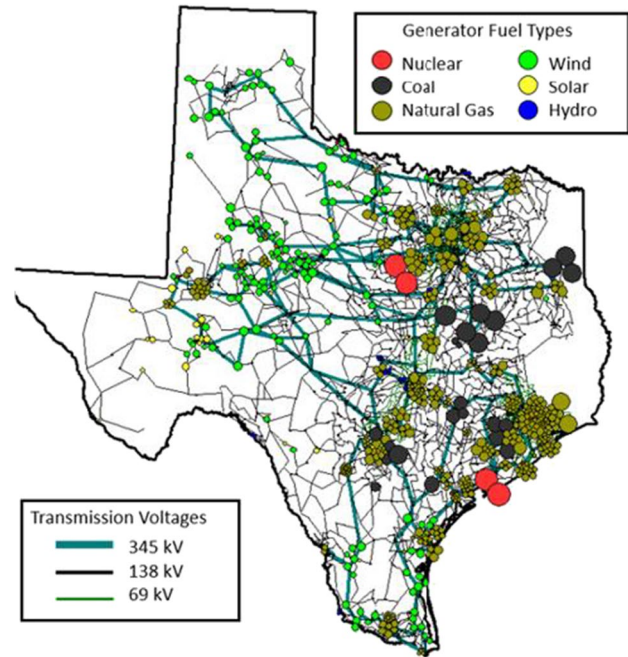 Generator Fuel Types
Nuclear
Wind
Coal
Solar
Natural Gas
Hydro
Transmission Voltages
345 kV
138 kV
69 kV